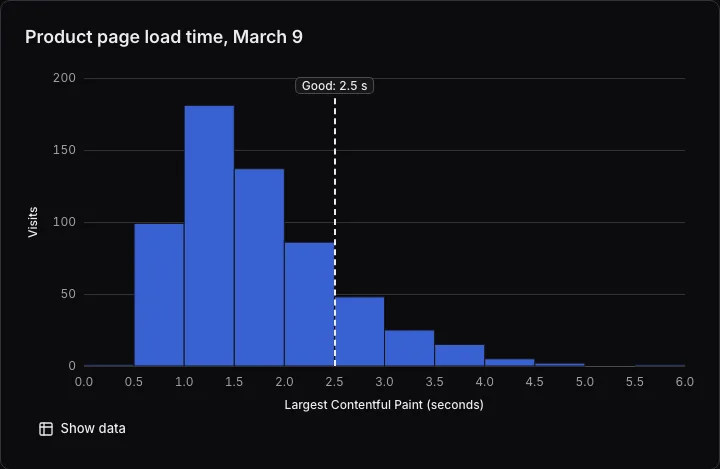 Product page load time, March 9
200
Good: 2.5 s
150
100
50
0
Visits
0.0 0.5 1.0 1.5 2.0 2.5 3.0 3.5 4.0 4.5 5.0 5.5 6.0
Largest Contentful Paint (seconds)
Show data